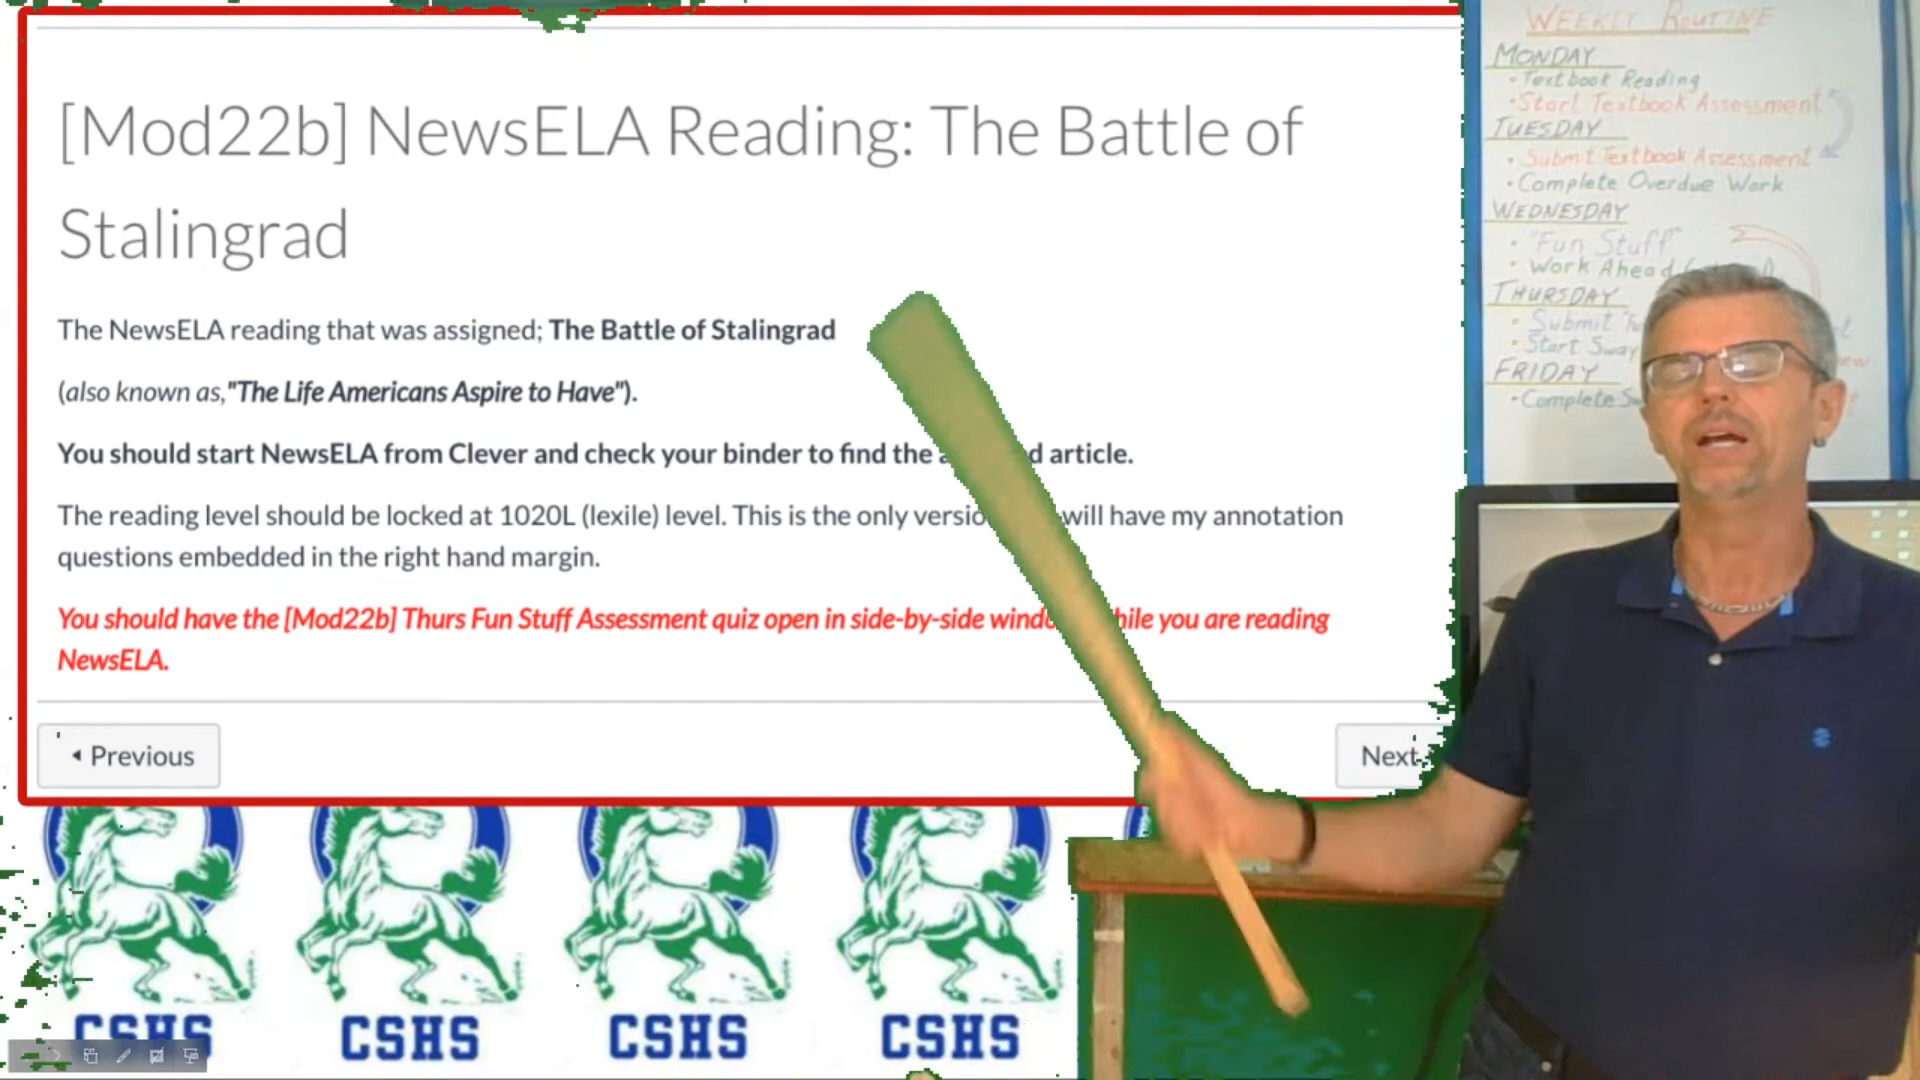 [Mod22b] NewsELA Reading: The Battle of
Stalingrad
The NewsELA reading that was assigned; The Battle of Stalingrad
(also known as,"The Life Americans Aspire to Have").
You should start NewsELA from Clever and check your binder to find the article.
The reading level should be locked at 1020L (lexile) level. This is the only will have my annotation
questions embedded in the right hand margin.
You should have the [Mod22b] Thurs Fun Stuff Assessment quiz open in side-by-side you are reading
NewsELA.
Previous
Next
CSHS
CSHS
CSHS
CSHS
WEEKLY ROUTINE
MONDAY
• Textbook Reading
• Start Textbook Assessment
TUESDAY
• Submit Textbook Assessment
• Complete Overdue Work
WEDNESDAY
• "Fun Stuff"
• Work Ahead
THURSDAY
• Submit
• Start Sway
FRIDAY
• Complete